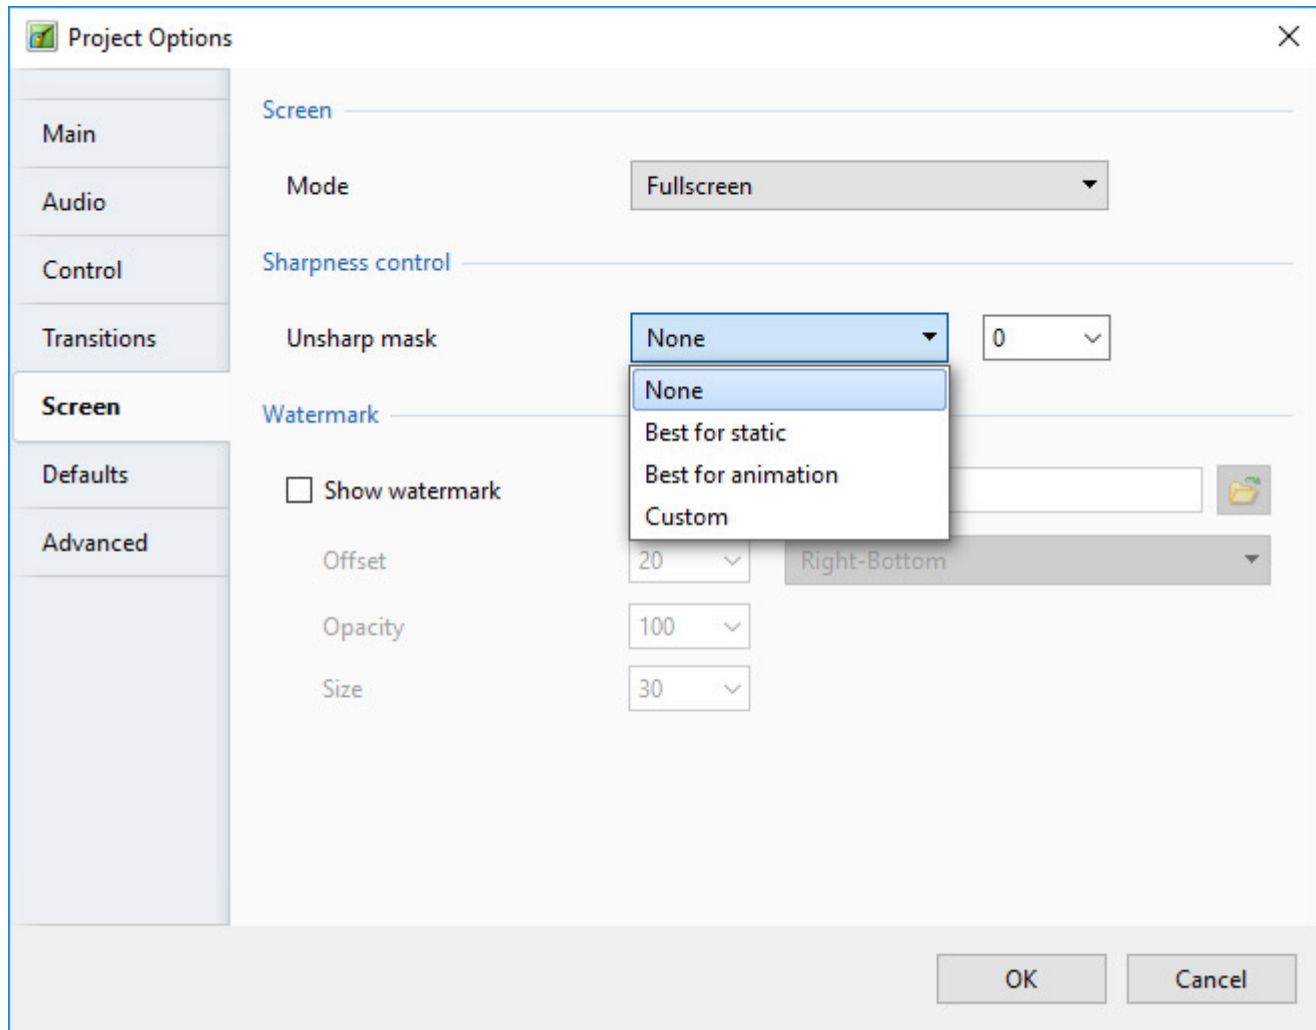 Project Options
Main
Audio
Control
Transitions
Screen
Defaults
Advanced
Screen
Mode Fullscreen
Sharpness control
Unsharp mask None 0
None
Best for static
Best for animation
Custom
Watermark
Show watermark
Offset 20 Right-Bottom
Opacity 100
Size 30
OK Cancel